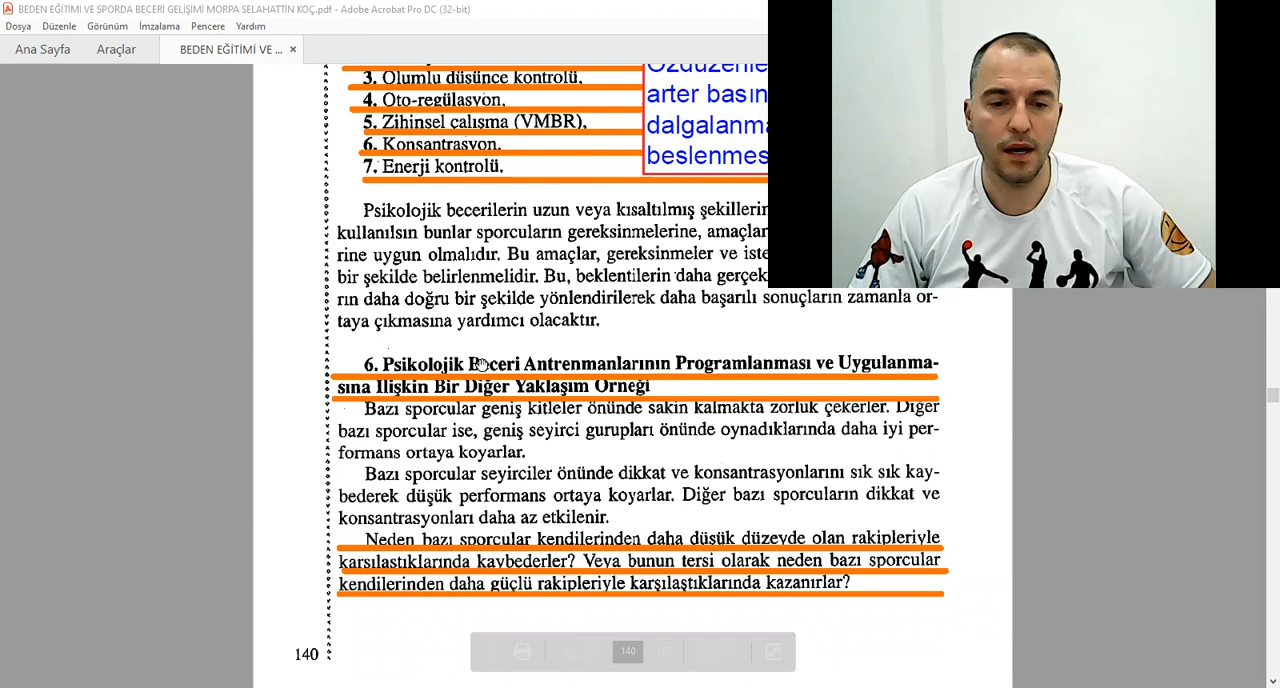 BEDEN EĞİTİMİ VE SPORDA BECERİ GELİŞİMİ MORPA SELAHATTİN KOÇ.pdf - Adobe Acrobat Pro DC (32-bit)
Dosya Düzenle Görünüm İmzalama Pencere Yardım
Ana Sayfa Araçlar BEDEN EĞİTİMİ VE ... ×
3. Olumlu düşünce kontrolü,
4. Oto-regülasyon,
5. Zihinsel çalışma (VMBR),
6. Konsantrasyon,
7. Enerji kontrolü,
arter basın
dalgalanma
beslenmes
Psikolojik becerilerin uzun veya kısaltılmış şekillerin
kullanılsın bunlar sporcuların gereksinmelerine, amaçlar
rine uygun olmalıdır. Bu amaçlar, gereksinmeler ve iste
bir şekilde belirlenmelidir. Bu, beklentilerin daha gerçek
rın daha doğru bir şekilde yönlendirilerek daha başarılı sonuçların zamanla or-
taya çıkmasına yardımcı olacaktır.
6. Psikolojik Beceri Antrenmanlarının Programlanması ve Uygulanma-
sına İlişkin Bir Diğer Yaklaşım Örneği
Bazı sporcular geniş kitleler önünde sakin kalmakta zorluk çekerler. Diğer
bazı sporcular ise, geniş seyirci gurupları önünde oynadıklarında daha iyi per-
formans ortaya koyarlar.
Bazı sporcular seyirciler önünde dikkat ve konsantrasyonlarını sık sık kay-
bederek düşük performans ortaya koyarlar. Diğer bazı sporcuların dikkat ve
konsantrasyonları daha az etkilenir.
Neden bazı sporcular kendilerinden daha düşük düzeyde olan rakipleriyle
karşılaştıklarında kaybederler? Veya bunun tersi olarak neden bazı sporcular
kendilerinden daha güçlü rakipleriyle karşılaştıklarında kazanırlar?
140
140